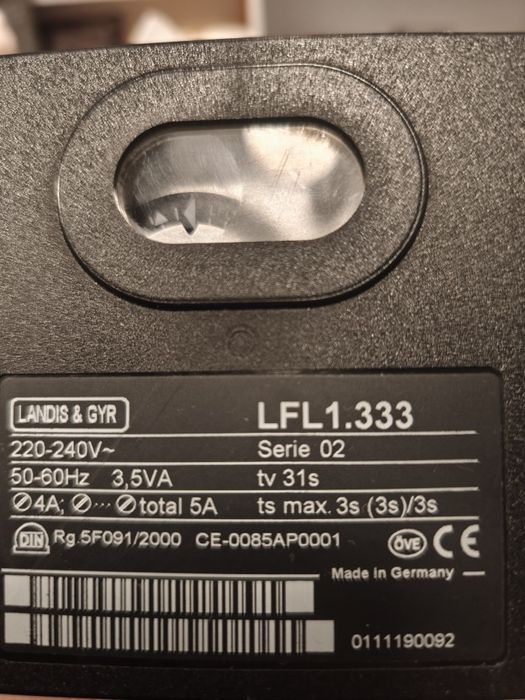 LANDIS & GYR
LFL1.333
220-240V~
Serie 02
50-60Hz 3,5VA
tv 31s
⊘4A; ⊘···⊘total 5A
ts max. 3s (3s)/3s
DIN Rg.5F091/2000 CE-0085AP0001
ÖVE CE
Made in Germany
0111190092